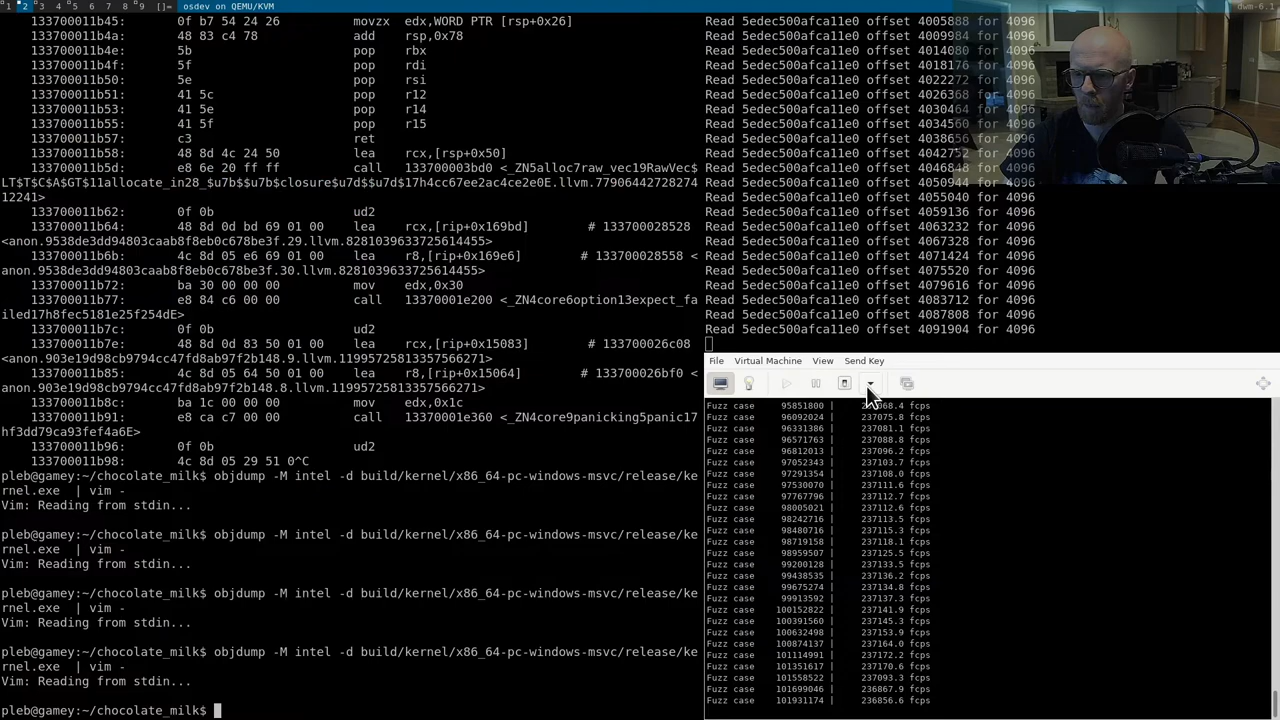 1 2 3 4 5 6 7 8 9 []= osdev on QEMU/KVM dwm-6.1
133700011b45: 0f b7 54 24 26 movzx edx,WORD PTR [rsp+0x26]
133700011b4a: 48 83 c4 78 add rsp,0x78
133700011b4e: 5b pop rbx
133700011b4f: 5f pop rdi
133700011b50: 5e pop rsi
133700011b51: 41 5c pop r12
133700011b53: 41 5e pop r14
133700011b55: 41 5f pop r15
133700011b57: c3 ret
133700011b58: 48 8d 4c 24 50 lea rcx,[rsp+0x50]
133700011b5d: e8 6e 20 ff ff call 133700003bd0 <_ZN5alloc7raw_vec19RawVec$
LT$T$C$A$GT$11allocate_in28_$u7b$$u7b$closure$u7d$$u7d$17h4cc67ee2ac4ce2e0E.llvm.77906442728274
12241>
133700011b62: 0f 0b ud2
133700011b64: 48 8d 0d bd 69 01 00 lea rcx,[rip+0x169bd] # 133700028528
<anon.9538de3dd94803caab8f8eb0c678be3f.29.llvm.8281039633725614455>
133700011b6b: 4c 8d 05 e6 69 01 00 lea r8,[rip+0x169e6] # 133700028558 <
anon.9538de3dd94803caab8f8eb0c678be3f.30.llvm.8281039633725614455>
133700011b72: ba 30 00 00 00 mov edx,0x30
133700011b77: e8 84 c6 00 00 call 13370001e200 <_ZN4core6option13expect_fa
iled17h8fec5181e25f254dE>
133700011b7c: 0f 0b ud2
133700011b7e: 48 8d 0d 83 50 01 00 lea rcx,[rip+0x15083] # 133700026c08
<anon.903e19d98cb9794cc47fd8ab97f2b148.9.llvm.11995725813357566271>
133700011b85: 4c 8d 05 64 50 01 00 lea r8,[rip+0x15064] # 133700026bf0 <
anon.903e19d98cb9794cc47fd8ab97f2b148.8.llvm.11995725813357566271>
133700011b8c: ba 1c 00 00 00 mov edx,0x1c
133700011b91: e8 ca c7 00 00 call 13370001e360 <_ZN4core9panicking5panic17
hf3dd79ca93fef4a6E>
133700011b96: 0f 0b ud2
133700011b98: 4c 8d 05 29 51 0^C
pleb@gamey:~/chocolate_milk$ objdump -M intel -d build/kernel/x86_64-pc-windows-msvc/release/ke
rnel.exe | vim -
Vim: Reading from stdin...
pleb@gamey:~/chocolate_milk$ objdump -M intel -d build/kernel/x86_64-pc-windows-msvc/release/ke
rnel.exe | vim -
Vim: Reading from stdin...
pleb@gamey:~/chocolate_milk$ objdump -M intel -d build/kernel/x86_64-pc-windows-msvc/release/ke
rnel.exe | vim -
Vim: Reading from stdin...
pleb@gamey:~/chocolate_milk$ objdump -M intel -d build/kernel/x86_64-pc-windows-msvc/release/ke
rnel.exe | vim -
Vim: Reading from stdin...
pleb@gamey:~/chocolate_milk$
Read 5edec500afca11e0 offset 4005888 for 4096
Read 5edec500afca11e0 offset 4009984 for 4096
Read 5edec500afca11e0 offset 4014080 for 4096
Read 5edec500afca11e0 offset 4018176 for 4096
Read 5edec500afca11e0 offset 4022272 for 4096
Read 5edec500afca11e0 offset 4026368 for 4096
Read 5edec500afca11e0 offset 4030464 for 4096
Read 5edec500afca11e0 offset 4034560 for 4096
Read 5edec500afca11e0 offset 4038656 for 4096
Read 5edec500afca11e0 offset 4042752 for 4096
Read 5edec500afca11e0 offset 4046848 for 4096
Read 5edec500afca11e0 offset 4050944 for 4096
Read 5edec500afca11e0 offset 4055040 for 4096
Read 5edec500afca11e0 offset 4059136 for 4096
Read 5edec500afca11e0 offset 4063232 for 4096
Read 5edec500afca11e0 offset 4067328 for 4096
Read 5edec500afca11e0 offset 4071424 for 4096
Read 5edec500afca11e0 offset 4075520 for 4096
Read 5edec500afca11e0 offset 4079616 for 4096
Read 5edec500afca11e0 offset 4083712 for 4096
Read 5edec500afca11e0 offset 4087808 for 4096
Read 5edec500afca11e0 offset 4091904 for 4096
File Virtual Machine View Send Key
Fuzz case 95851800 | fcps
Fuzz case 96092024 | 237075.8 fcps
Fuzz case 96331386 | 237081.1 fcps
Fuzz case 96571763 | 237088.8 fcps
Fuzz case 96812013 | 237096.2 fcps
Fuzz case 97052343 | 237103.7 fcps
Fuzz case 97291354 | 237108.0 fcps
Fuzz case 97530070 | 237111.6 fcps
Fuzz case 97767796 | 237112.7 fcps
Fuzz case 98005021 | 237112.6 fcps
Fuzz case 98242716 | 237113.5 fcps
Fuzz case 98480716 | 237115.3 fcps
Fuzz case 98719158 | 237118.1 fcps
Fuzz case 98959507 | 237125.5 fcps
Fuzz case 99200128 | 237133.5 fcps
Fuzz case 99438535 | 237136.2 fcps
Fuzz case 99675274 | 237134.8 fcps
Fuzz case 99913592 | 237137.3 fcps
Fuzz case 100152822 | 237141.9 fcps
Fuzz case 100391560 | 237145.3 fcps
Fuzz case 100632498 | 237153.9 fcps
Fuzz case 100874137 | 237164.0 fcps
Fuzz case 101114991 | 237172.2 fcps
Fuzz case 101351617 | 237170.6 fcps
Fuzz case 101558522 | 237093.3 fcps
Fuzz case 101699046 | 236867.9 fcps
Fuzz case 101931174 | 236856.6 fcps